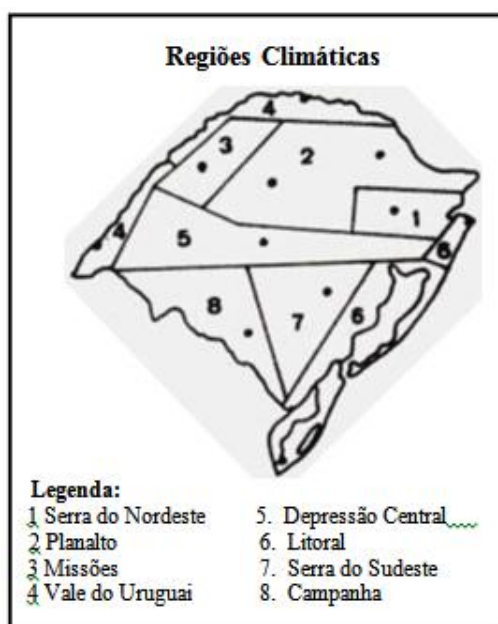 Regiões Climáticas
4
3
2
1
4
5
6
8
7
6
Legenda:
1 Serra do Nordeste
2 Planalto
3 Missões
4 Vale do Uruguai
5. Depressão Central
6. Litoral
7. Serra do Sudeste
8. Campanha